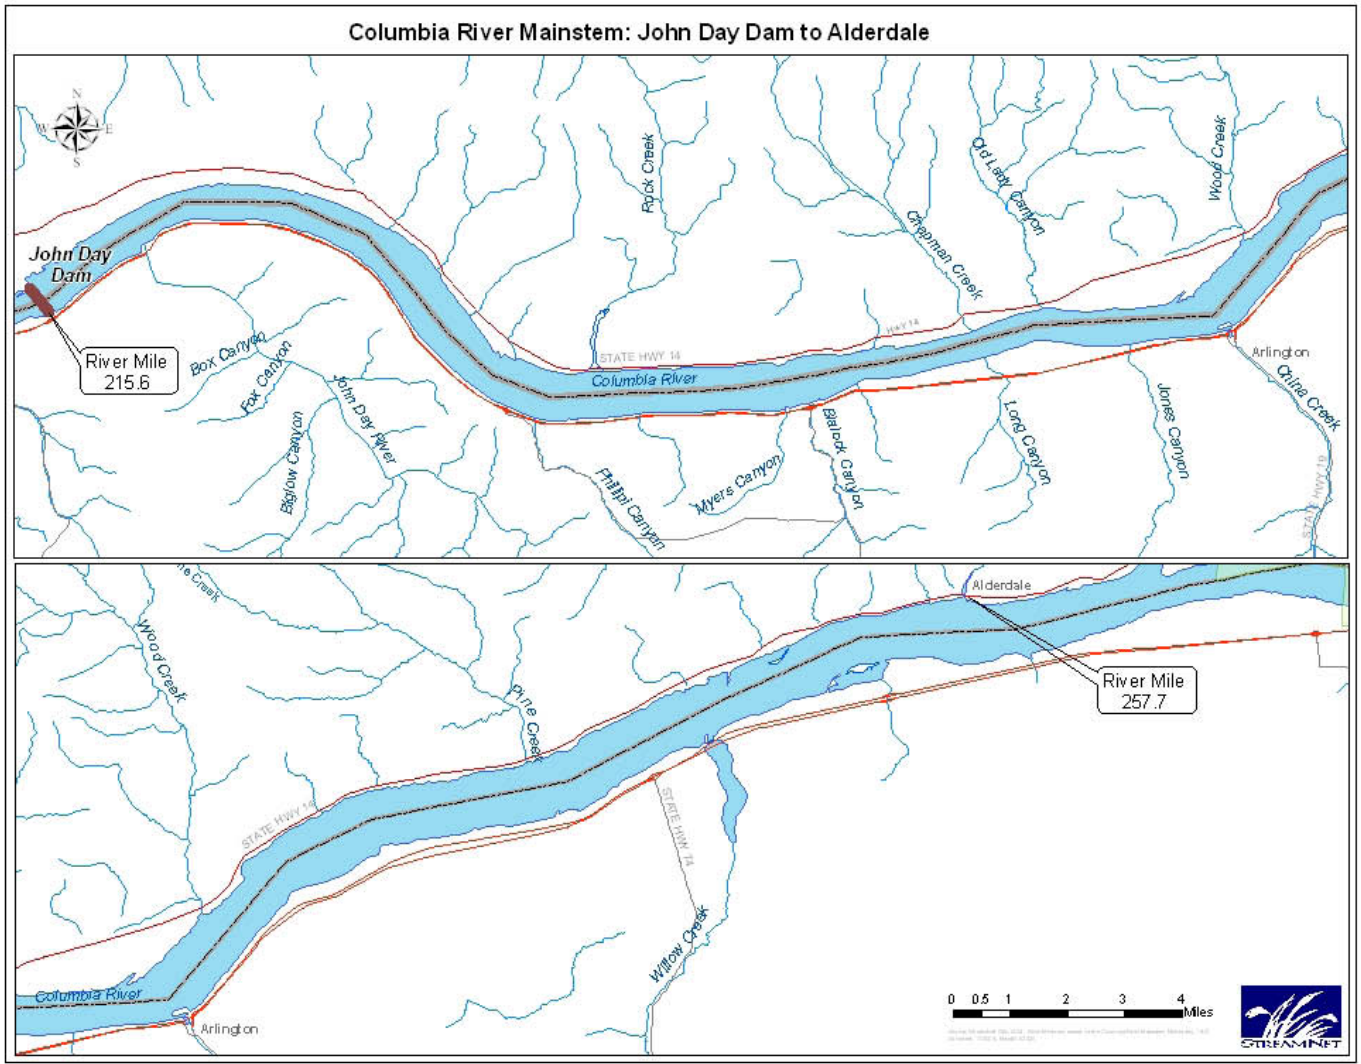 Columbia River Mainstem: John Day Dam to Alderdale
N
W
E
S
Rock Creek
Old Lady Canyon
Wood Creek
Chapman Creek
John Day
Dam
River Mile
215.6
Box Canyon
Fox Canyon
John Day River
Biglow Canyon
STATE HWY 14
HWY 14
Columbia River
Arlington
China Creek
Phillipi Canyon
Myers Canyon
Blalock Canyon
Long Canyon
Jones Canyon
STATE HWY 19
ne Creek
Wood Creek
Alderdale
River Mile
257.7
Pine Creek
STATE HWY 14
STATE HWY 74
Willow Creek
Columbia River
Arlington
0 0.5 1 2 3 4
Miles
STREAMNET